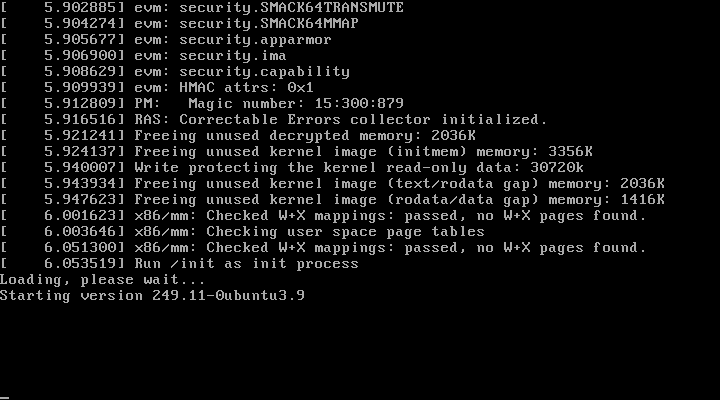 [    5.902885] evm: security.SMACK64TRANSMUTE
[    5.904274] evm: security.SMACK64MMAP
[    5.905677] evm: security.apparmor
[    5.906900] evm: security.ima
[    5.908629] evm: security.capability
[    5.909939] evm: HMAC attrs: 0x1
[    5.912809] PM:   Magic number: 15:300:879
[    5.916516] RAS: Correctable Errors collector initialized.
[    5.921241] Freeing unused decrypted memory: 2036K
[    5.924137] Freeing unused kernel image (initmem) memory: 3356K
[    5.940007] Write protecting the kernel read-only data: 30720k
[    5.943934] Freeing unused kernel image (text/rodata gap) memory: 2036K
[    5.947623] Freeing unused kernel image (rodata/data gap) memory: 1416K
[    6.001623] x86/mm: Checked W+X mappings: passed, no W+X pages found.
[    6.003646] x86/mm: Checking user space page tables
[    6.051300] x86/mm: Checked W+X mappings: passed, no W+X pages found.
[    6.053519] Run /init as init process
Loading, please wait...
Starting version 249.11-0ubuntu3.9